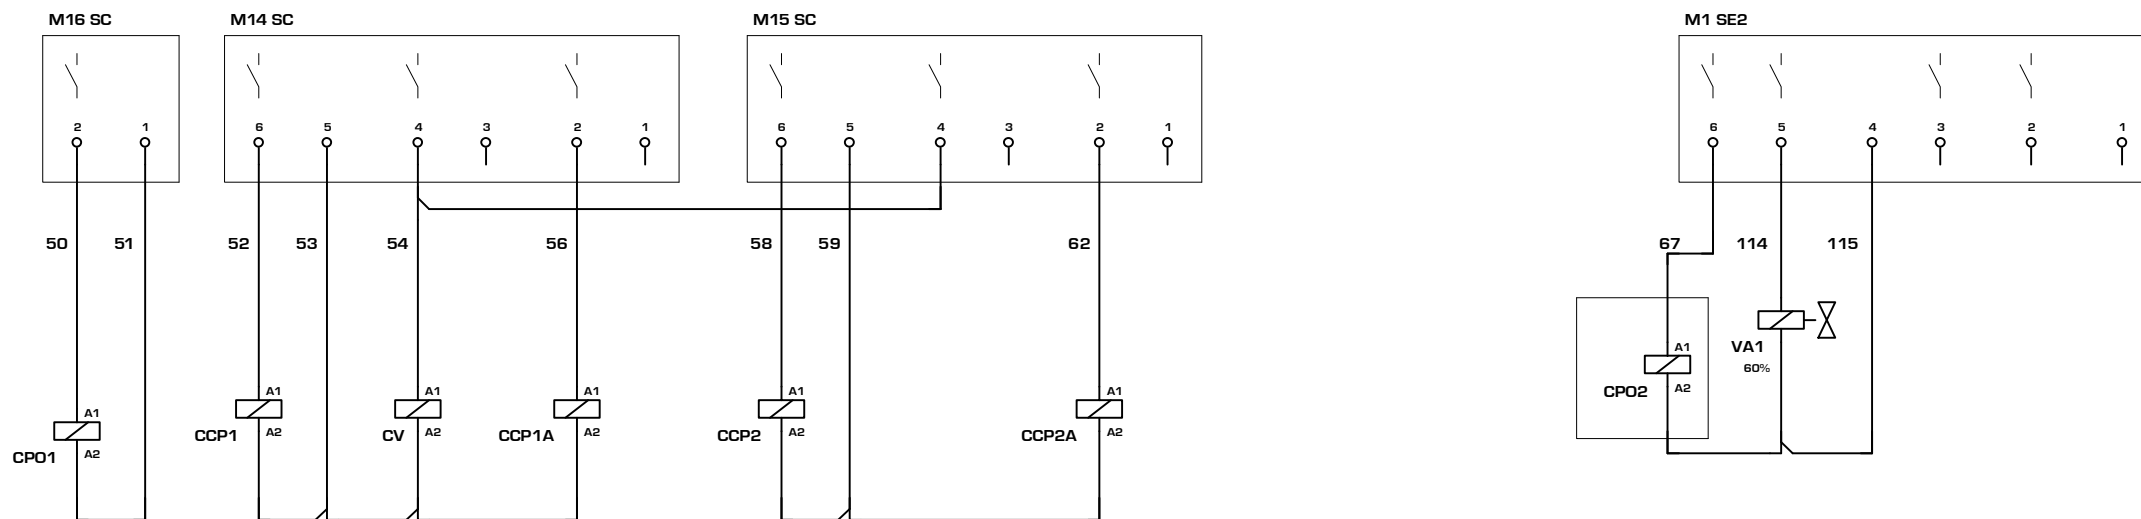 M16 SC
M14 SC
M15 SC
M1 SE2
2 1
6 5 4 3 2 1
6 5 4 3 2 1
6 5 4 3 2 1
50 51 52 53 54 56 58 59 62 67 114 115
A1
VA1
60%
CPO2
A2
A1
CCP1
A2
A1
CV
A2
A1
CCP1A
A2
A1
CCP2
A2
A1
CCP2A
A2
A1
CPO1
A2